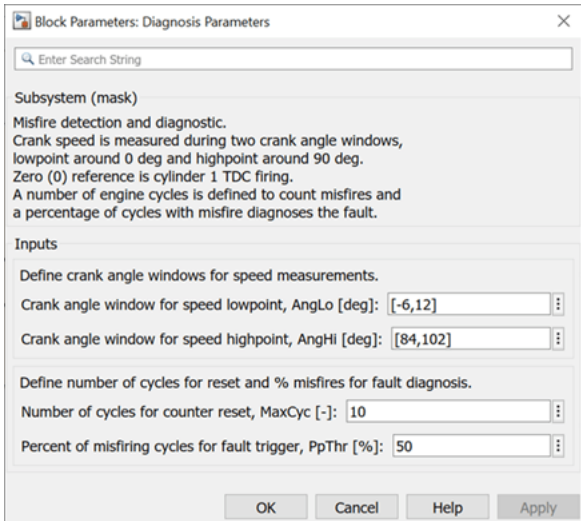 Block Parameters: Diagnosis Parameters
Enter Search String
Subsystem (mask)
Misfire detection and diagnostic.
Crank speed is measured during two crank angle windows,
lowpoint around 0 deg and highpoint around 90 deg.
Zero (0) reference is cylinder 1 TDC firing.
A number of engine cycles is defined to count misfires and
a percentage of cycles with misfire diagnoses the fault.
Inputs
Define crank angle windows for speed measurements.
Crank angle window for speed lowpoint, AngLo [deg]: [-6,12]
Crank angle window for speed highpoint, AngHi [deg]: [84,102]
Define number of cycles for reset and % misfires for fault diagnosis.
Number of cycles for counter reset, MaxCyc [-]: 10
Percent of misfiring cycles for fault trigger, PpThr [%]: 50
OK Cancel Help Apply